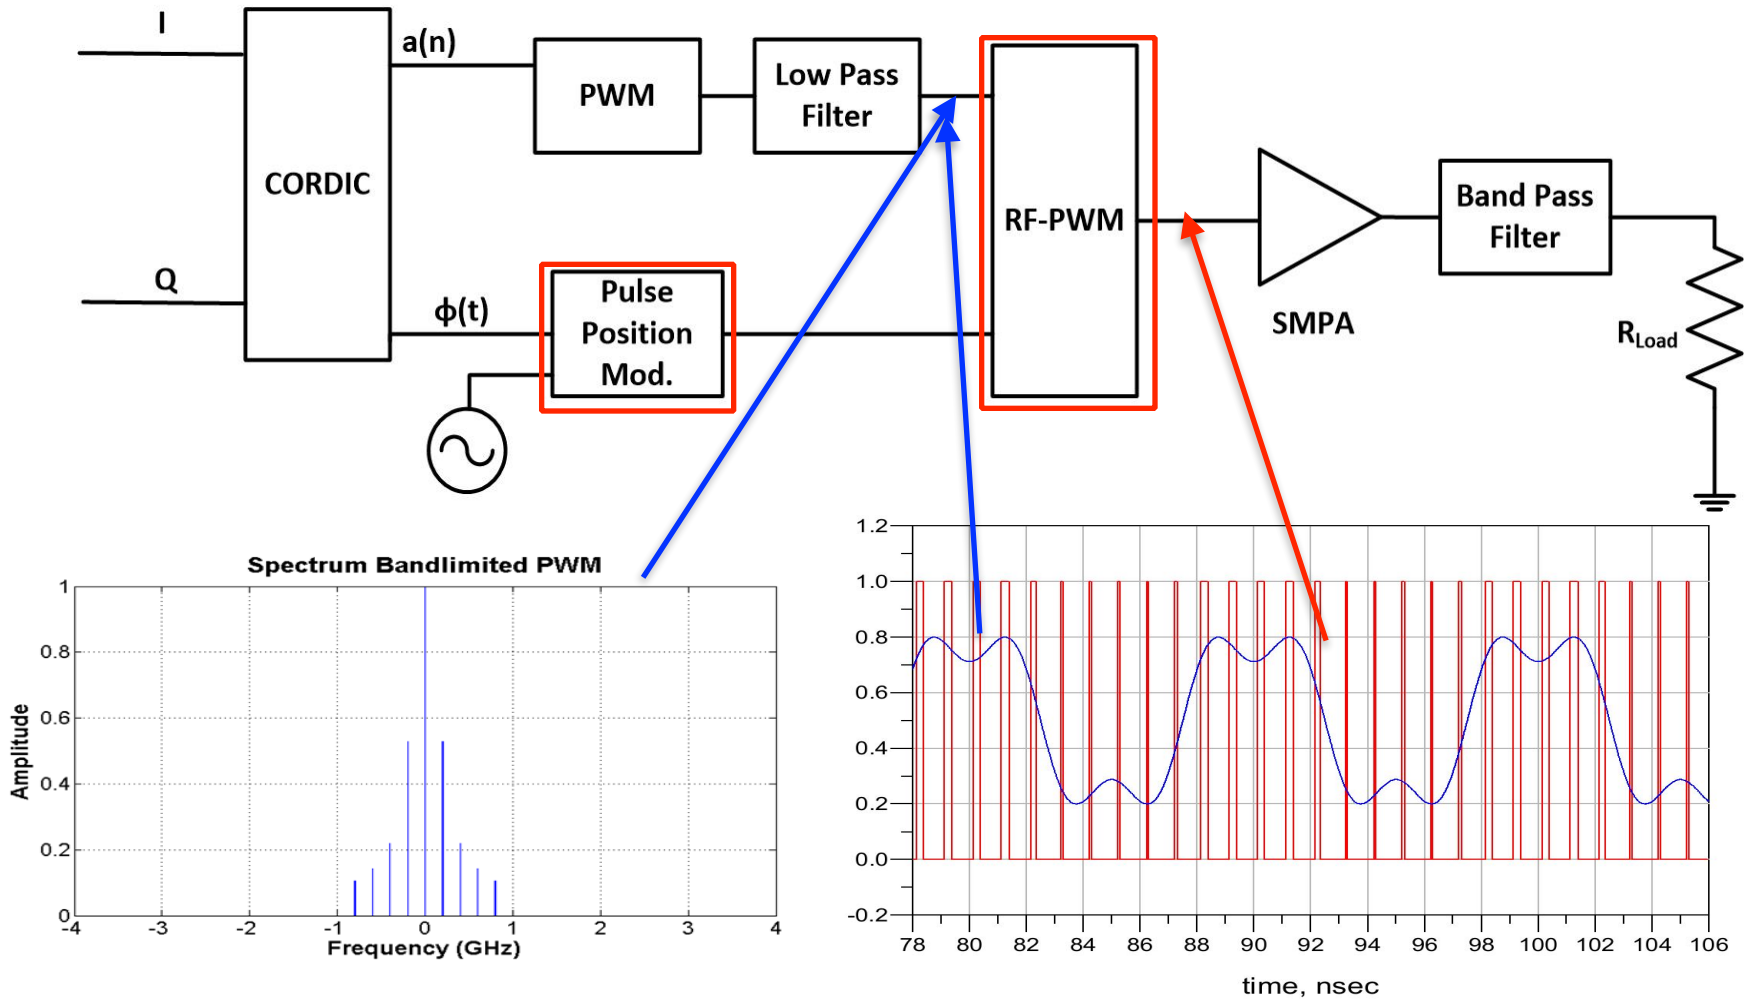 I
a(n)
PWM
Low Pass
Filter
CORDIC
RF-PWM
Band Pass
Filter
Q
ϕ(t)
Pulse
Position
Mod.
SMPA
R_Load
Spectrum Bandlimited PWM
1
0.8
0.6
0.4
0.2
0
Amplitude
-4 -3 -2 -1 0 1 2 3 4
Frequency (GHz)
1.2
1.0
0.8
0.6
0.4
0.2
0.0
-0.2
78 80 82 84 86 88 90 92 94 96 98 100 102 104 106
time, nsec